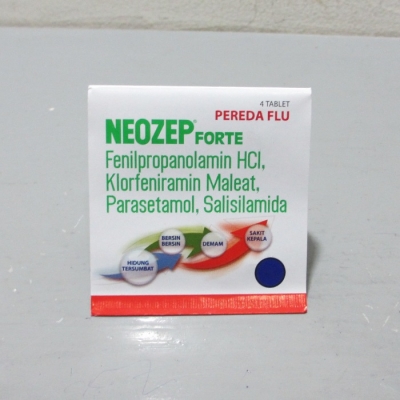 4 TABLET
PEREDA FLU
NEOZEP® FORTE
Fenilpropanolamin HCl,
Klorfeniramin Maleat,
Parasetamol, Salisilamida
HIDUNG
TERSUMBAT
BERSIN
BERSIN
DEMAM
SAKIT
KEPALA